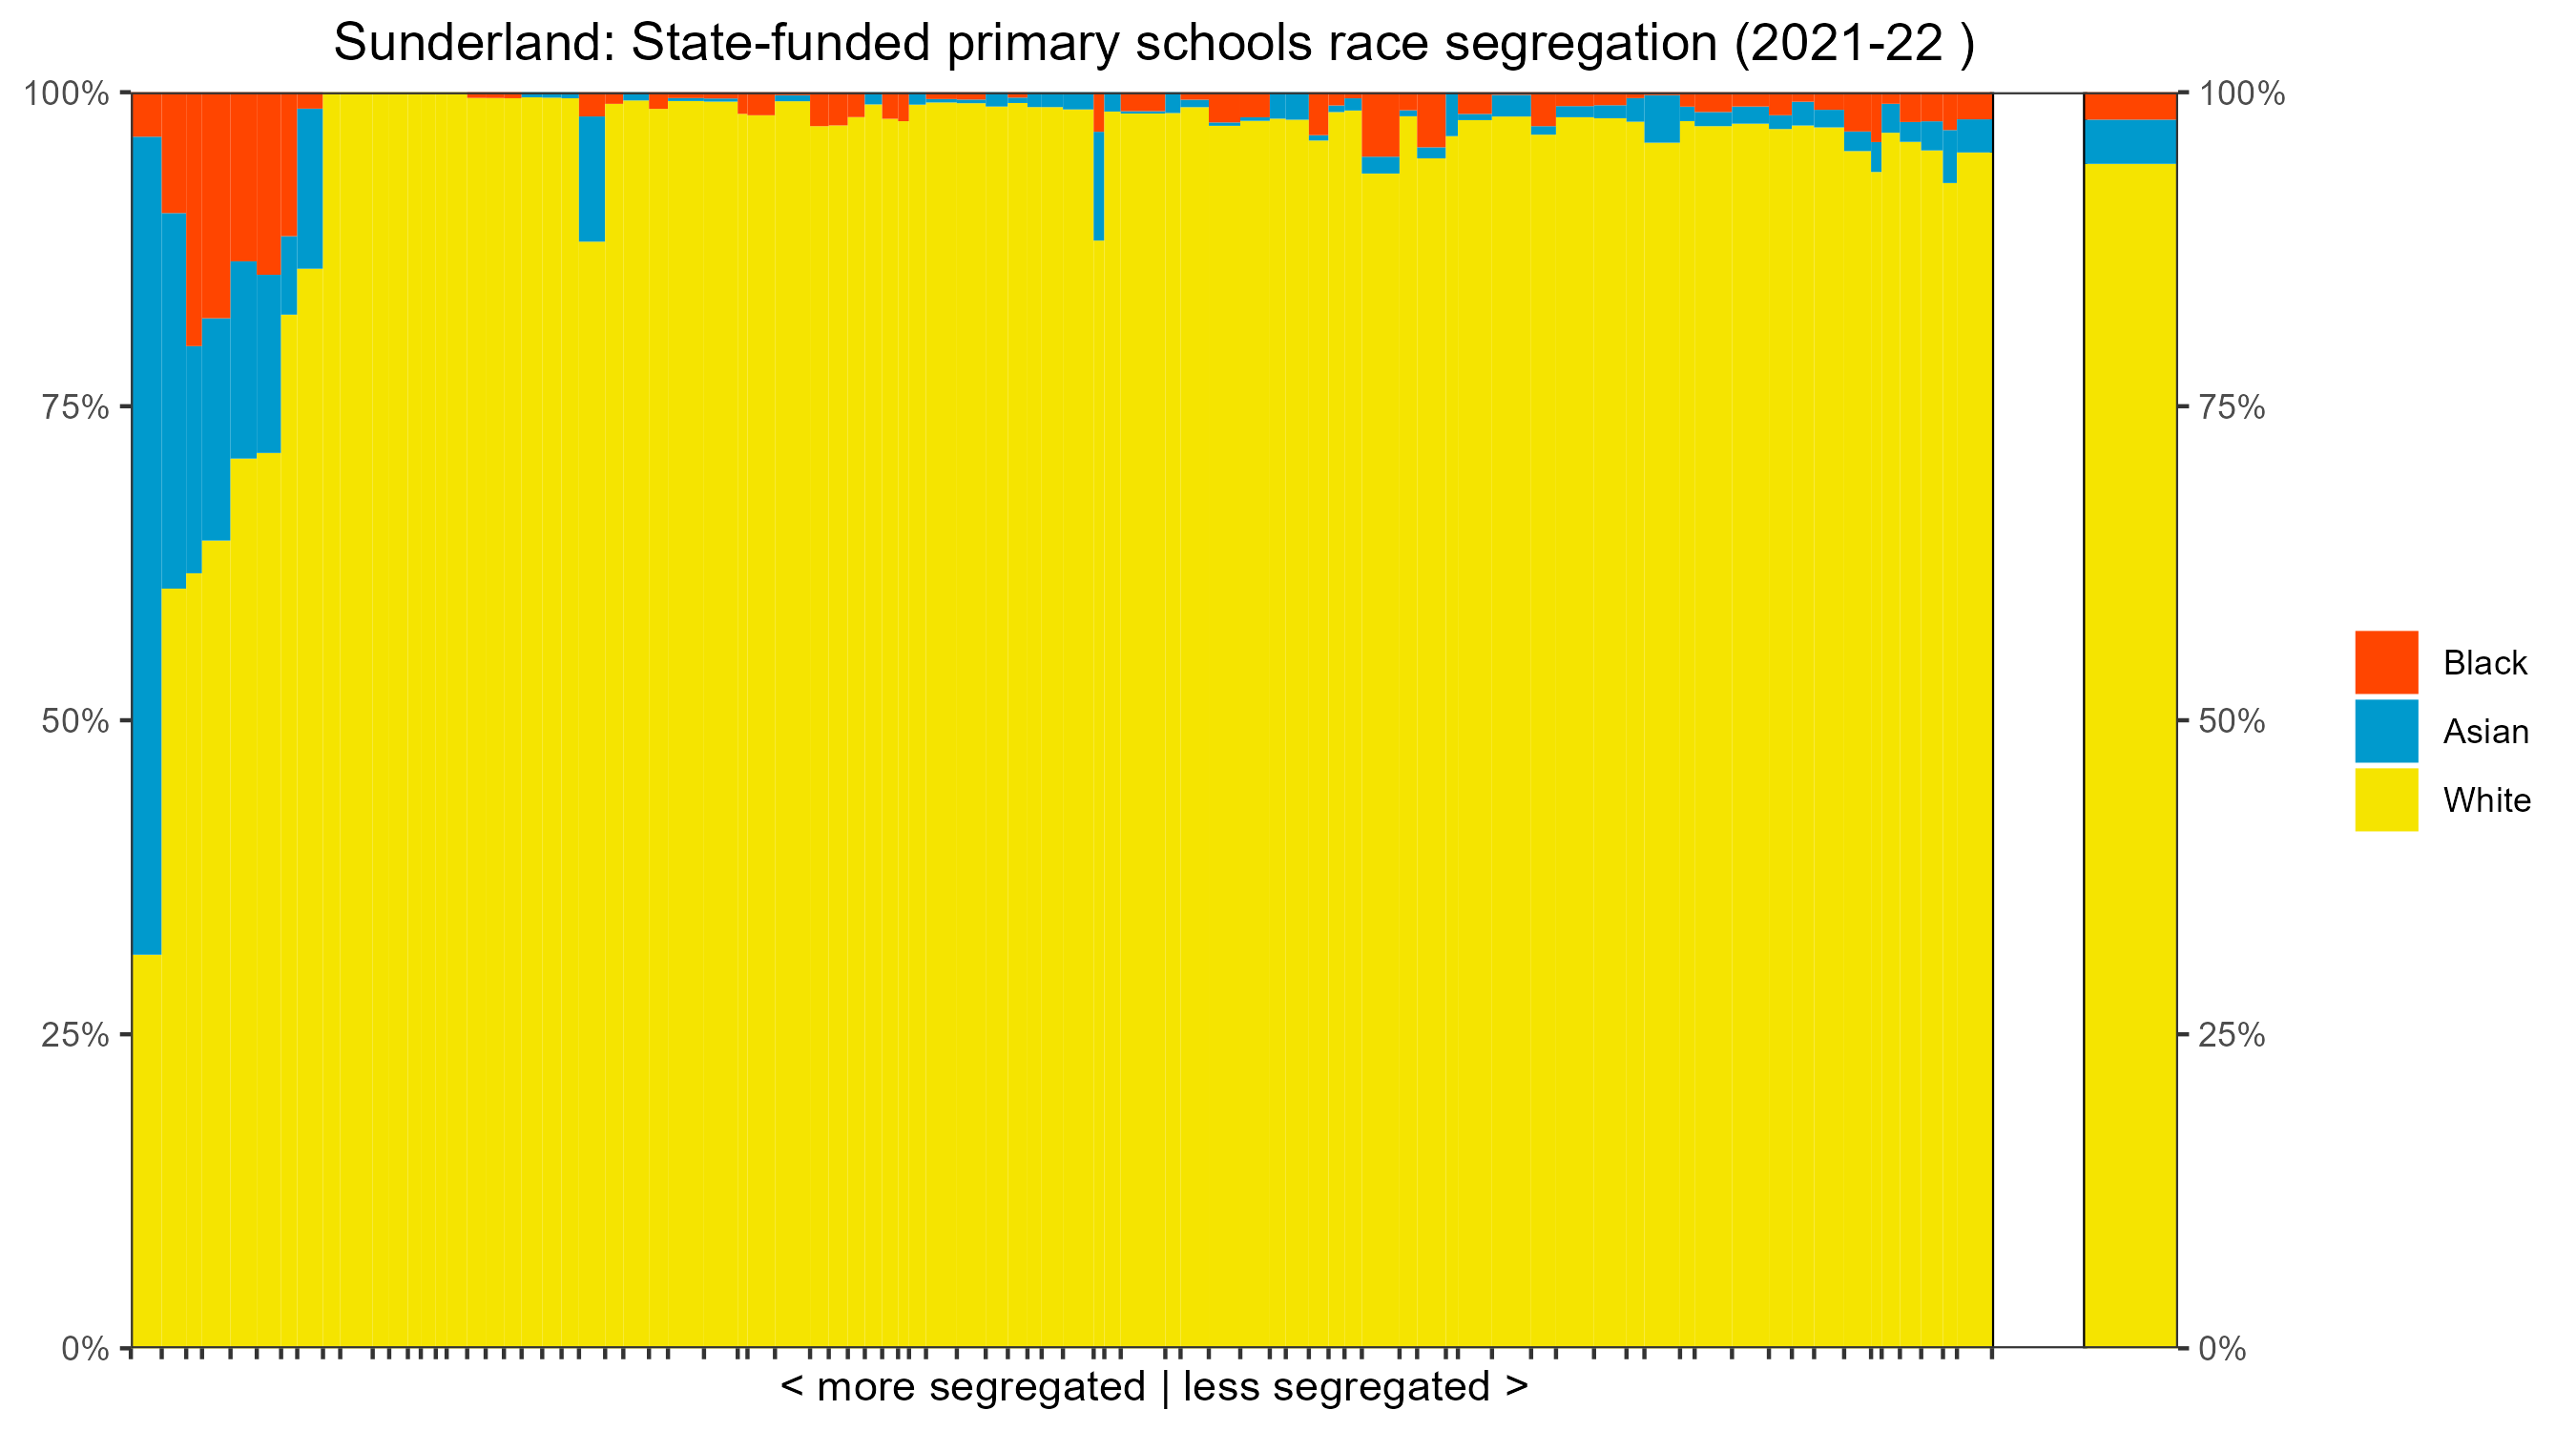 Sunderland: State-funded primary schools race segregation (2021-22 )
100%
75%
50%
25%
0%
100%
75%
50%
25%
0%
Black
Asian
White
< more segregated | less segregated >